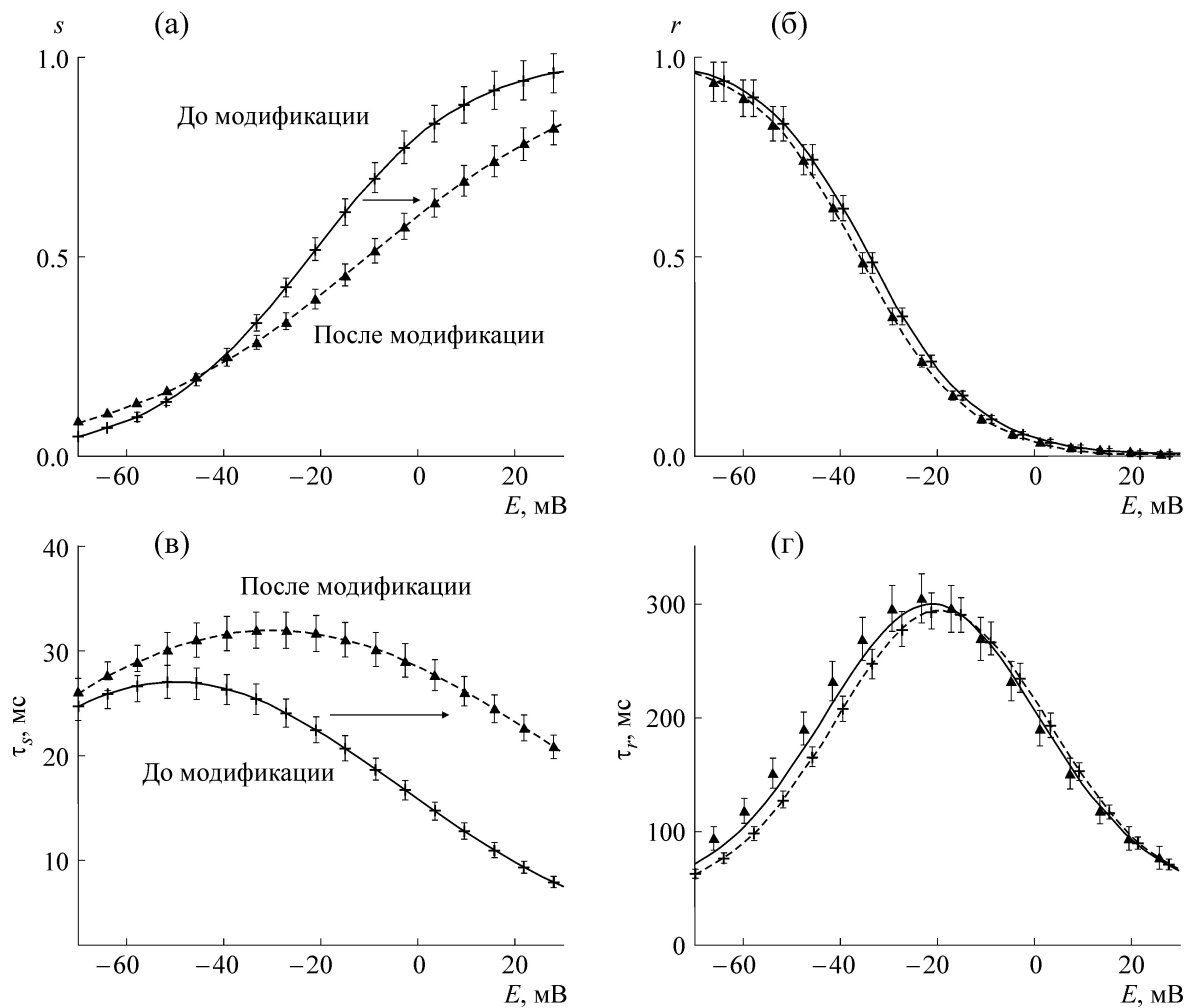 s (а)
1.0
До модификации
0.5
После модификации
0.0
−60 −40 −20 0 20
E, мВ
r (б)
1.0
0.5
0.0
−60 −40 −20 0 20
E, мВ
(в)
40
После модификации
30
τs, мс
20
До модификации
10
−60 −40 −20 0 20
E, мВ
(г)
300
τr, мс
200
100
0
−60 −40 −20 0 20
E, мВ